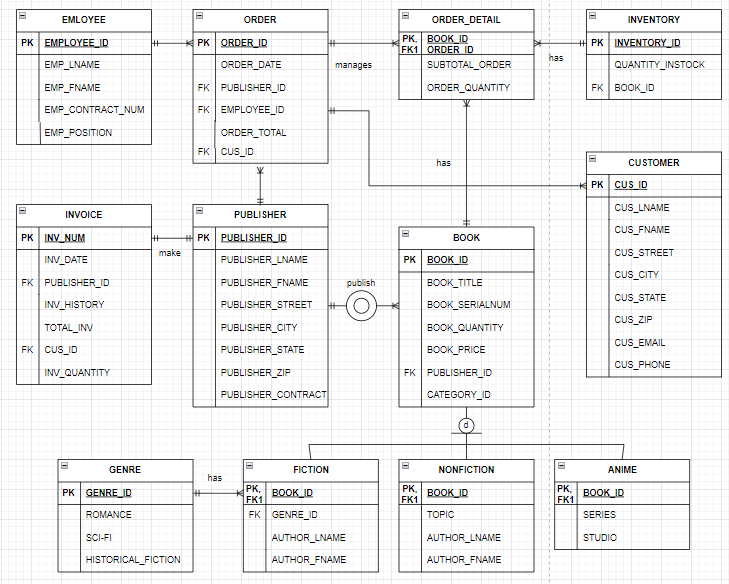 EMLOYEE
PK EMPLOYEE_ID
EMP_LNAME
EMP_FNAME
EMP_CONTRACT_NUM
EMP_POSITION
ORDER
PK ORDER_ID
ORDER_DATE
FK PUBLISHER_ID
FK EMPLOYEE_ID
ORDER_TOTAL
FK CUS_ID
manages
ORDER_DETAIL
PK, FK1 BOOK_ID
ORDER_ID
SUBTOTAL_ORDER
ORDER_QUANTITY
has
INVENTORY
PK INVENTORY_ID
QUANTITY_INSTOCK
FK BOOK_ID
has
CUSTOMER
PK CUS_ID
CUS_LNAME
CUS_FNAME
CUS_STREET
CUS_CITY
CUS_STATE
CUS_ZIP
CUS_EMAIL
CUS_PHONE
INVOICE
PK INV_NUM
INV_DATE
FK PUBLISHER_ID
INV_HISTORY
TOTAL_INV
FK CUS_ID
INV_QUANTITY
make
PUBLISHER
PK PUBLISHER_ID
PUBLISHER_LNAME
PUBLISHER_FNAME
PUBLISHER_STREET
PUBLISHER_CITY
PUBLISHER_STATE
PUBLISHER_ZIP
PUBLISHER_CONTRACT
publish
BOOK
PK BOOK_ID
BOOK_TITLE
BOOK_SERIALNUM
BOOK_QUANTITY
BOOK_PRICE
FK PUBLISHER_ID
CATEGORY_ID
d
GENRE
PK GENRE_ID
ROMANCE
SCI-FI
HISTORICAL_FICTION
has
FICTION
PK, FK1 BOOK_ID
FK GENRE_ID
AUTHOR_LNAME
AUTHOR_FNAME
NONFICTION
PK, FK1 BOOK_ID
TOPIC
AUTHOR_LNAME
AUTHOR_FNAME
ANIME
PK, FK1 BOOK_ID
SERIES
STUDIO